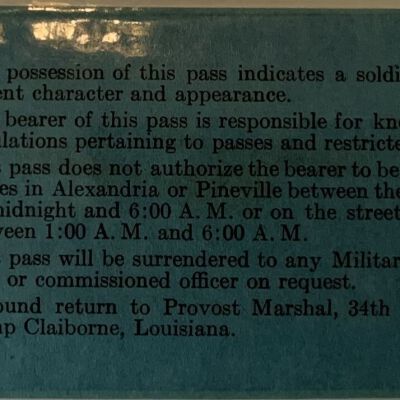 possession of this pass indicates a soldi
ent character and appearance.
bearer of this pass is responsible for kn
ulations pertaining to passes and restricte
s pass does not authorize the bearer to be
es in Alexandria or Pineville between the
midnight and 6:00 A. M. or on the street
veen 1:00 A. M. and 6:00 A. M.
s pass will be surrendered to any Militar
or commissioned officer on request.
ound return to Provost Marshal, 34th
np Claiborne, Louisiana.